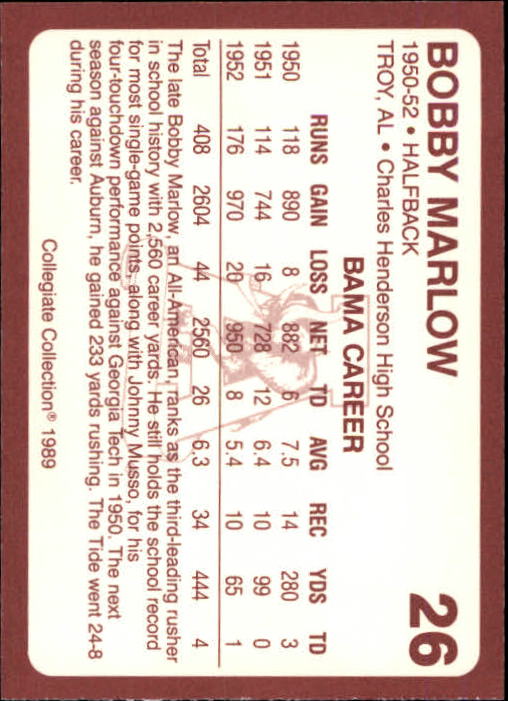 BOBBY MARLOW 26
1950-52 • HALFBACK
TROY, AL • Charles Henderson High School
BAMA CAREER
RUNS GAIN LOSS NET TD AVG REC YDS TD
1950 118 890 8 882 6 7.5 14 280 3
1951 114 744 16 728 12 6.4 10 99 0
1952 176 970 20 950 8 5.4 10 65 1
Total 408 2604 44 2560 26 6.3 34 444 4
The late Bobby Marlow, an All-American, ranks as the third-leading rusher
in school history with 2,560 career yards. He still holds the school record
for most single-game points, along with Johnny Musso, for his
four-touchdown performance against Georgia Tech in 1950. The next
season against Auburn, he gained 233 yards rushing. The Tide went 24-8
during his career.
Collegiate Collection® 1989